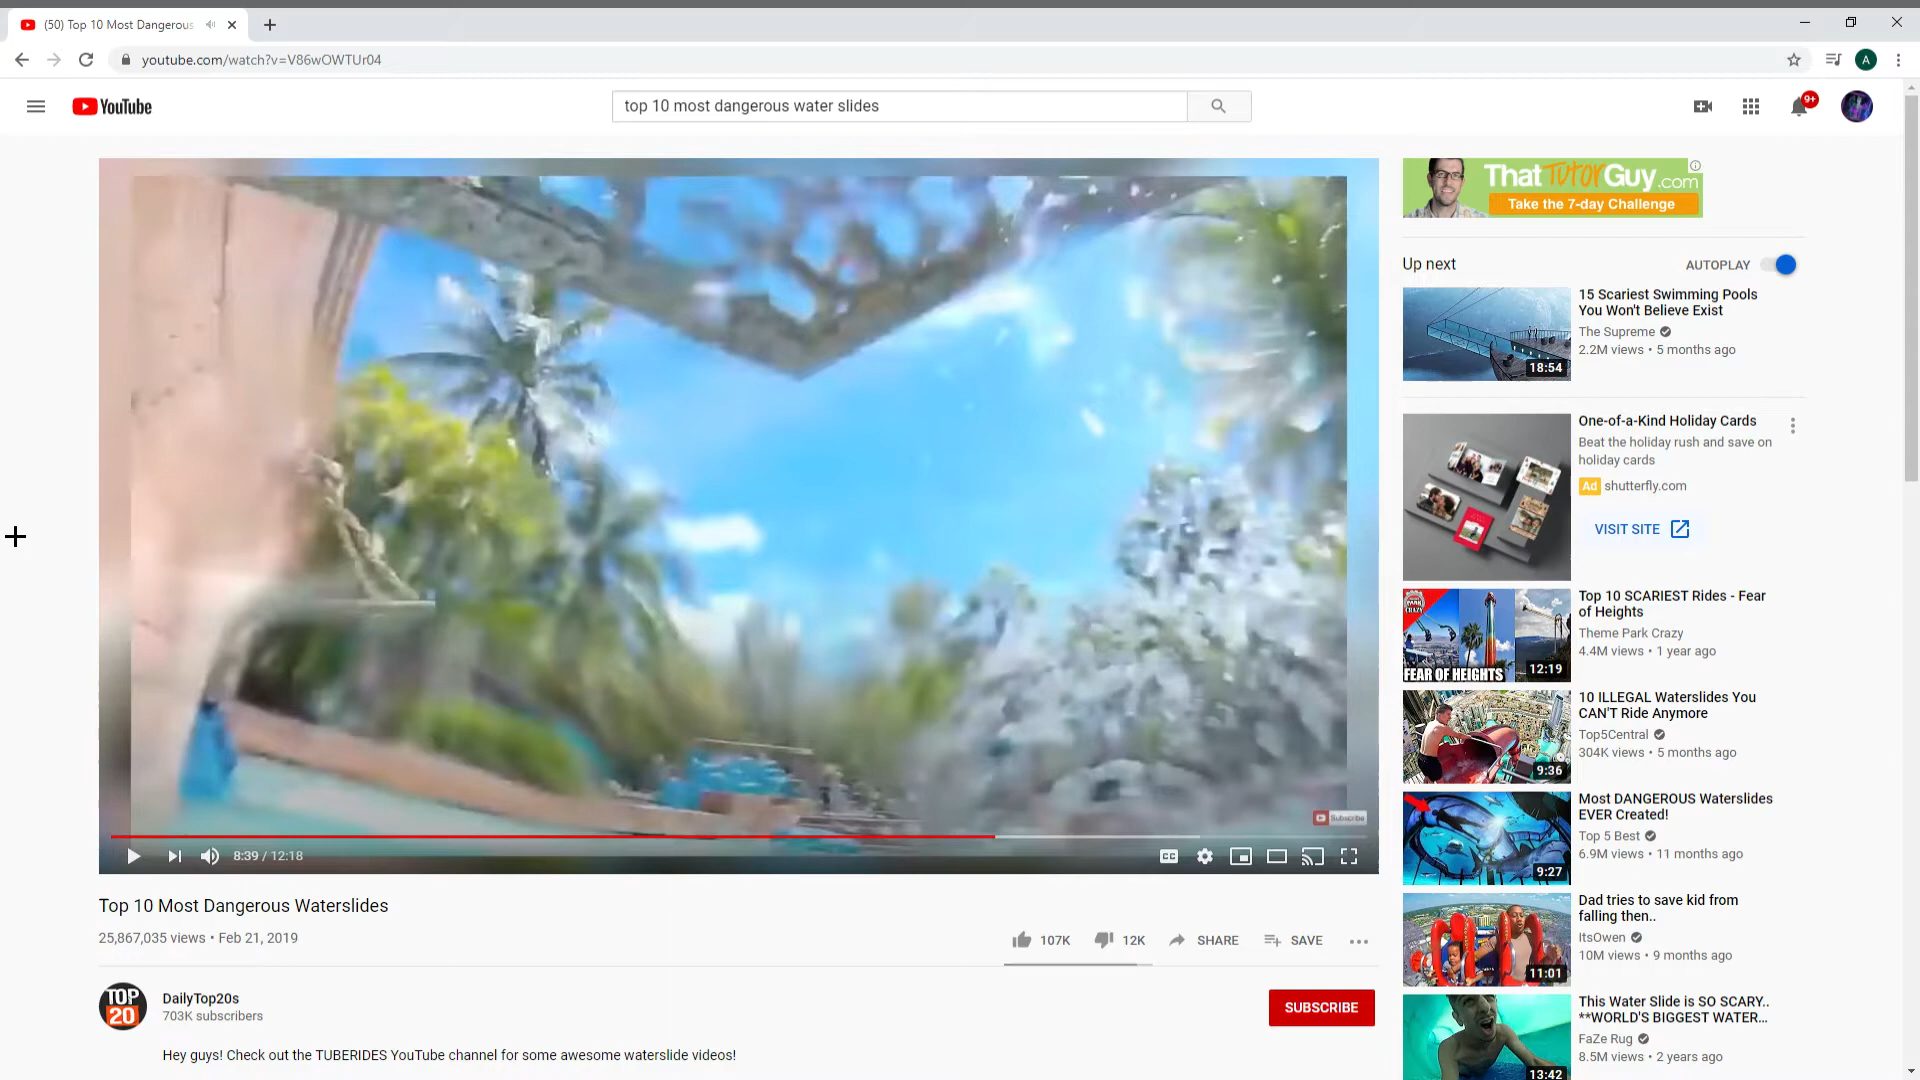 (50) Top 10 Most Dangerous
youtube.com/watch?v=V86wOWTUr04
A
YouTube
top 10 most dangerous water slides
9+
ThatTutorGuy.com
Take the 7-day Challenge
Subscribe
8:39 / 12:18
CC
Top 10 Most Dangerous Waterslides
25,867,035 views • Feb 21, 2019
107K
12K
SHARE
SAVE
TOP
20
DailyTop20s
703K subscribers
SUBSCRIBE
Hey guys! Check out the TUBERIDES YouTube channel for some awesome waterslide videos!
Up next
AUTOPLAY
18:54
15 Scariest Swimming Pools
You Won't Believe Exist
The Supreme
2.2M views • 5 months ago
One-of-a-Kind Holiday Cards
Beat the holiday rush and save on
holiday cards
Ad shutterfly.com
VISIT SITE
FEAR OF HEIGHTS
12:19
Top 10 SCARIEST Rides - Fear
of Heights
Theme Park Crazy
4.4M views • 1 year ago
9:36
10 ILLEGAL Waterslides You
CAN'T Ride Anymore
Top5Central
304K views • 5 months ago
9:27
Most DANGEROUS Waterslides
EVER Created!
Top 5 Best
6.9M views • 11 months ago
11:01
Dad tries to save kid from
falling then..
ItsOwen
10M views • 9 months ago
13:42
This Water Slide is SO SCARY..
**WORLD'S BIGGEST WATER...
FaZe Rug
8.5M views • 2 years ago